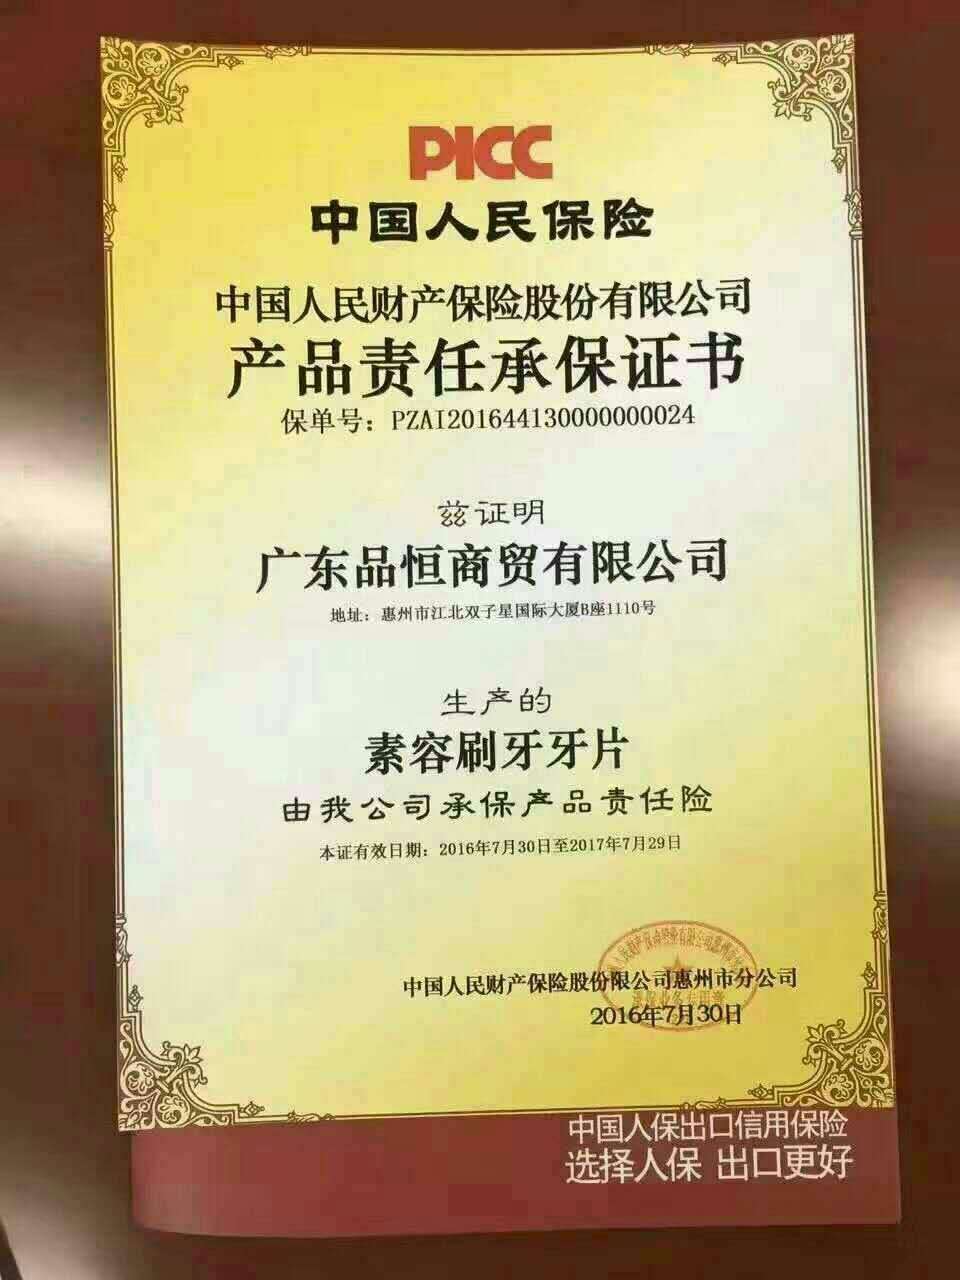 PICC
中国人民保险
中国人民财产保险股份有限公司
产品责任承保证书
保单号：PZAI201644130000000024
兹证明
广东品恒商贸有限公司
地址：惠州市江北双子星国际大厦B座1110号
生产的
素容刷牙牙片
由我公司承保产品责任险
本证有效日期：2016年7月30日至2017年7月29日
中国人民财产保险股份限公司惠州市分公司
2016年7月30日
中国人保出口信用保险
选择人保 出口更好